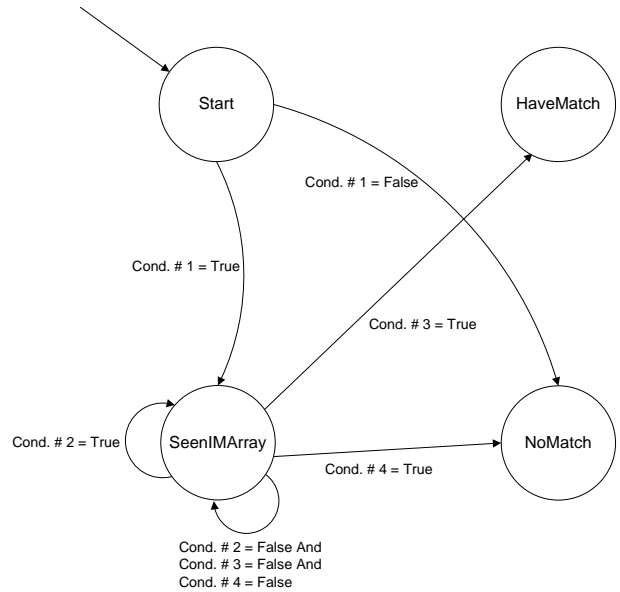 Start
HaveMatch
Cond. # 1 = False
Cond. # 1 = True
Cond. # 3 = True
Cond. # 2 = True
SeenIMArray
NoMatch
Cond. # 4 = True
Cond. # 2 = False And
Cond. # 3 = False And
Cond. # 4 = False